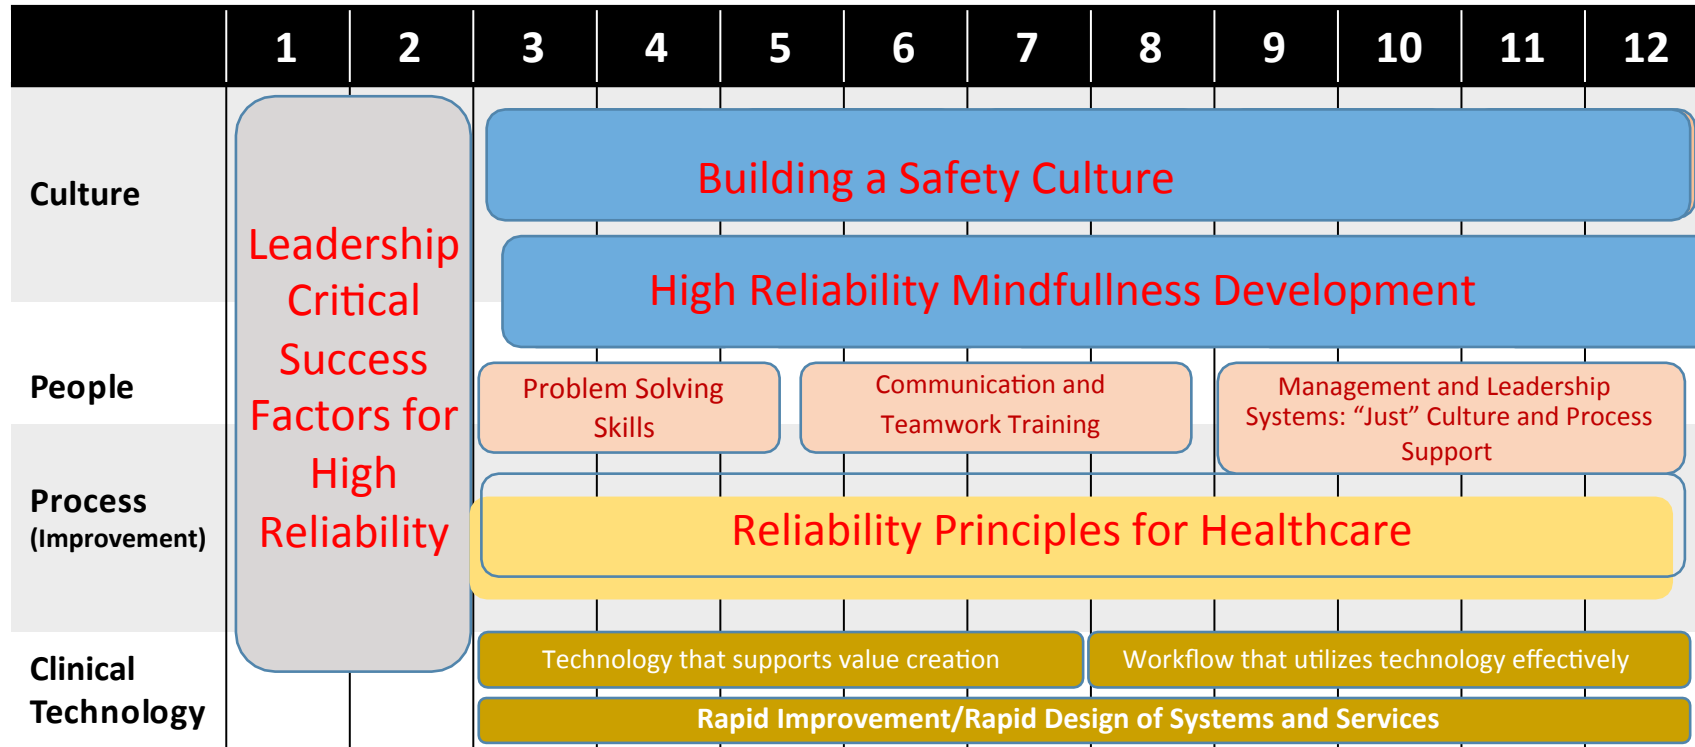 1 2 3 4 5 6 7 8 9 10 11 12
Culture
Building a Safety Culture
Leadership
Critical
Success
Factors for
High
Reliability
High Reliability Mindfullness Development
People
Problem Solving
Skills
Communication and
Teamwork Training
Management and Leadership
Systems: “Just” Culture and Process
Support
Process
(Improvement)
Reliability Principles for Healthcare
Clinical
Technology
Technology that supports value creation
Workflow that utilizes technology effectively
Rapid Improvement/Rapid Design of Systems and Services